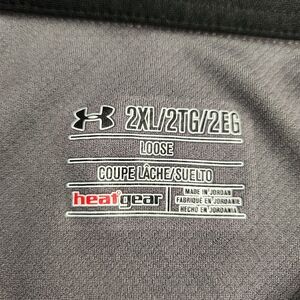 2XL/2TG/2EG
LOOSE
COUPE LÂCHE/SUELTO
heatgear
MADE IN JORDAN
FABRIQUÉ EN JORDANIE
HECHO EN JORDANIA